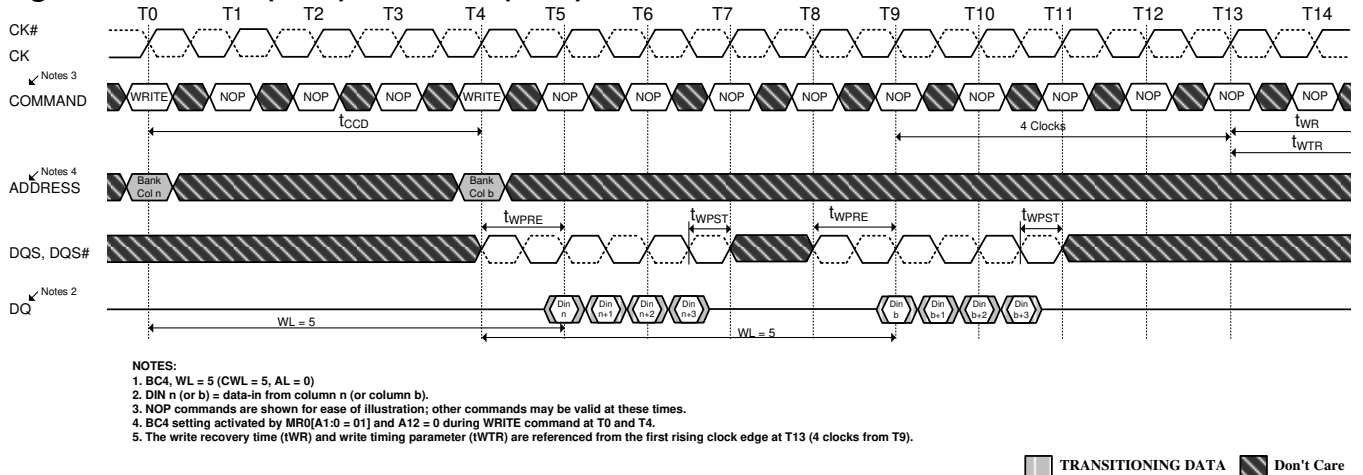 T0 T1 T2 T3 T4 T5 T6 T7 T8 T9 T10 T11 T12 T13 T14
CK#
CK
Notes 3
COMMAND
WRITE NOP NOP NOP WRITE NOP NOP NOP NOP NOP NOP NOP NOP NOP NOP
tCCD
4 Clocks
tWR
tWTR
Notes 4
ADDRESS
Bank Col n
Bank Col b
tWPRE tWPST tWPRE tWPST
DQS, DQS#
Notes 2
DQ
Din n Din n+1 Din n+2 Din n+3 Din b Din b+1 Din b+2 Din b+3
WL = 5
WL = 5
NOTES:
1. BC4, WL = 5 (CWL = 5, AL = 0)
2. DIN n (or b) = data-in from column n (or column b).
3. NOP commands are shown for ease of illustration; other commands may be valid at these times.
4. BC4 setting activated by MR0[A1:0 = 01] and A12 = 0 during WRITE command at T0 and T4.
5. The write recovery time (tWR) and write timing parameter (tWTR) are referenced from the first rising clock edge at T13 (4 clocks from T9).
TRANSITIONING DATA Don't Care